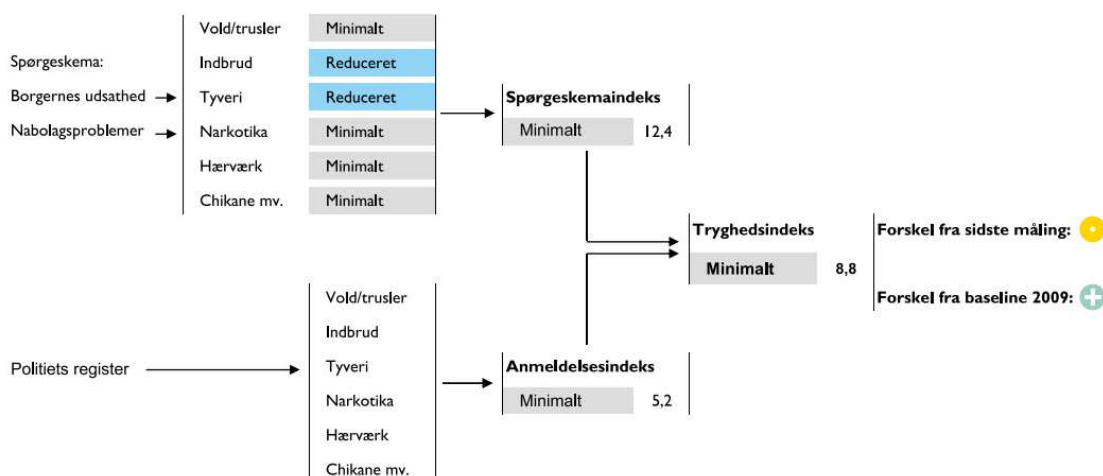 Spørgeskema:
Borgernes udsathed
Nabolagsproblemer
Vold/trusler Minimalt
Indbrud Reduceret
Tyveri Reduceret
Narkotika Minimalt
Hærværk Minimalt
Chikane mv. Minimalt
Spørgeskemaindeks
Minimalt 12,4
Politiets register
Vold/trusler
Indbrud
Tyveri
Narkotika
Hærværk
Chikane mv.
Anmeldelsesindeks
Minimalt 5,2
Tryghedsindeks
Minimalt 8,8
Forskel fra sidste måling:
Forskel fra baseline 2009: